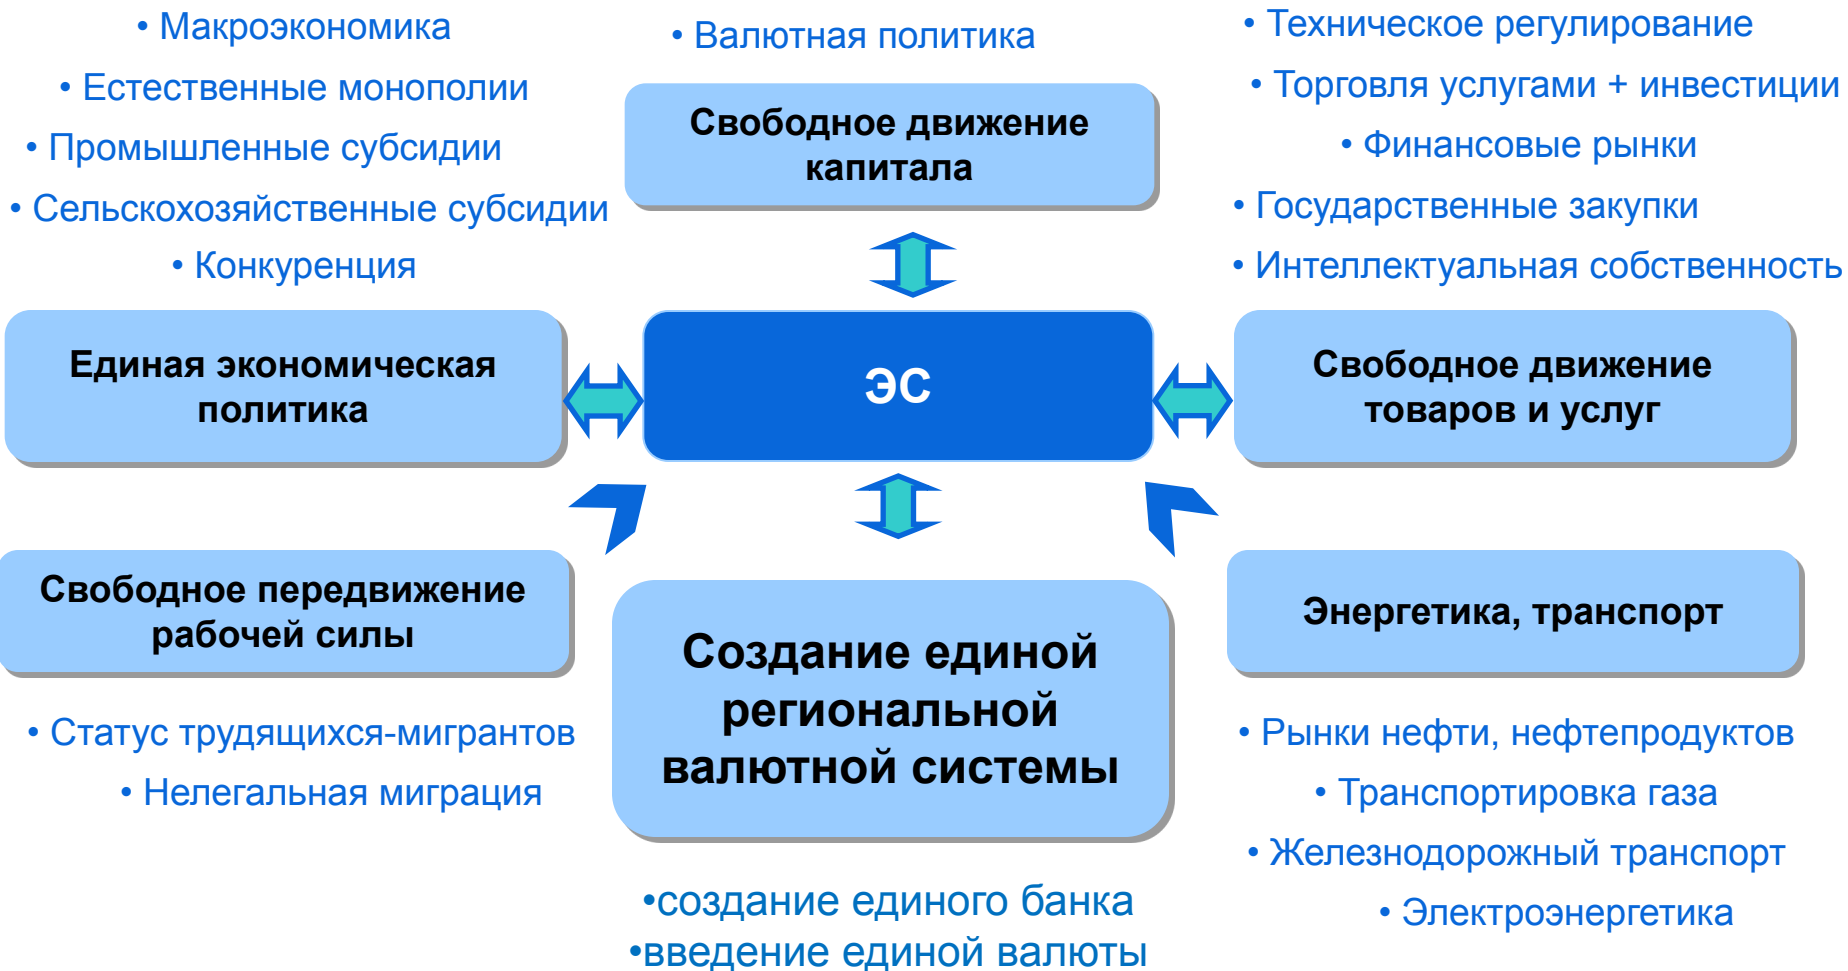 • Макроэкономика
• Естественные монополии
• Промышленные субсидии
• Сельскохозяйственные субсидии
• Конкуренция
• Валютная политика
Свободное движение
капитала
• Техническое регулирование
• Торговля услугами + инвестиции
• Финансовые рынки
• Государственные закупки
• Интеллектуальная собственность
Единая экономическая
политика
ЭС
Свободное движение
товаров и услуг
Свободное передвижение
рабочей силы
• Статус трудящихся-мигрантов
• Нелегальная миграция
Создание единой
региональной
валютной системы
•создание единого банка
•введение единой валюты
Энергетика, транспорт
• Рынки нефти, нефтепродуктов
• Транспортировка газа
• Железнодорожный транспорт
• Электроэнергетика